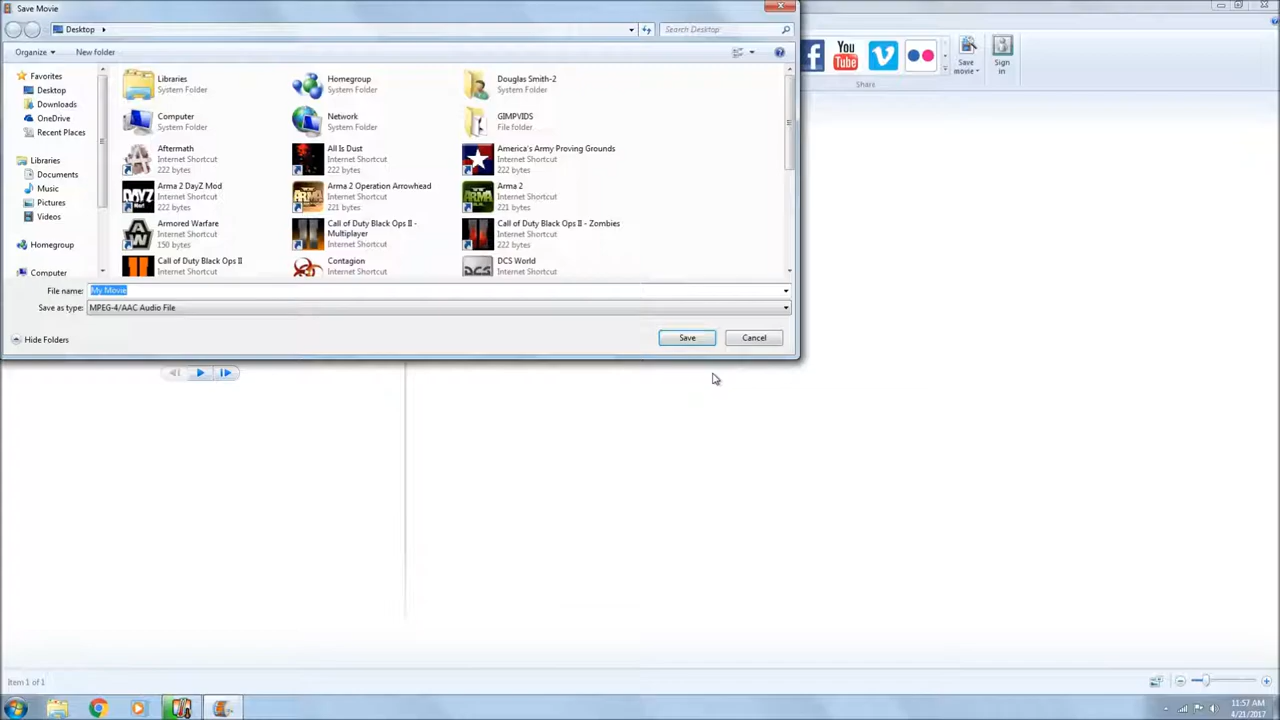 Save Movie
Desktop
Search Desktop
Organize
New folder
You
Tube
Save
movie
Sign
in
Share
Favorites
Desktop
Downloads
OneDrive
Recent Places
Libraries
Documents
Music
Pictures
Videos
Homegroup
Computer
Libraries
System Folder
Homegroup
System Folder
Douglas Smith-2
System Folder
Computer
System Folder
Network
System Folder
GIMPVIDS
File folder
Aftermath
Internet Shortcut
222 bytes
All Is Dust
Internet Shortcut
222 bytes
America's Army Proving Grounds
Internet Shortcut
222 bytes
Arma 2 DayZ Mod
Internet Shortcut
222 bytes
Arma 2 Operation Arrowhead
Internet Shortcut
221 bytes
Arma 2
Internet Shortcut
221 bytes
Armored Warfare
Internet Shortcut
150 bytes
Call of Duty Black Ops II -
Multiplayer
Internet Shortcut
Call of Duty Black Ops II - Zombies
Internet Shortcut
222 bytes
Call of Duty Black Ops II
Internet Shortcut
Contagion
Internet Shortcut
DCS World
Internet Shortcut
File name: My Movie
Save as type: MPEG-4/AAC Audio File
Hide Folders
Save
Cancel
Item 1 of 1
11:57 AM
4/21/2017